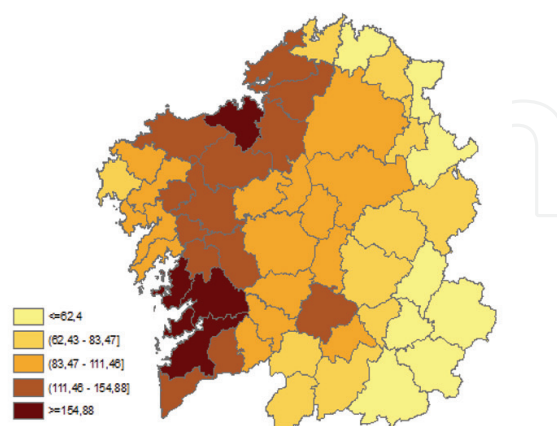 <=62,4
(62,43 - 83,47]
(83,47 - 111,46]
(111,46 - 154,88]
>=154,88